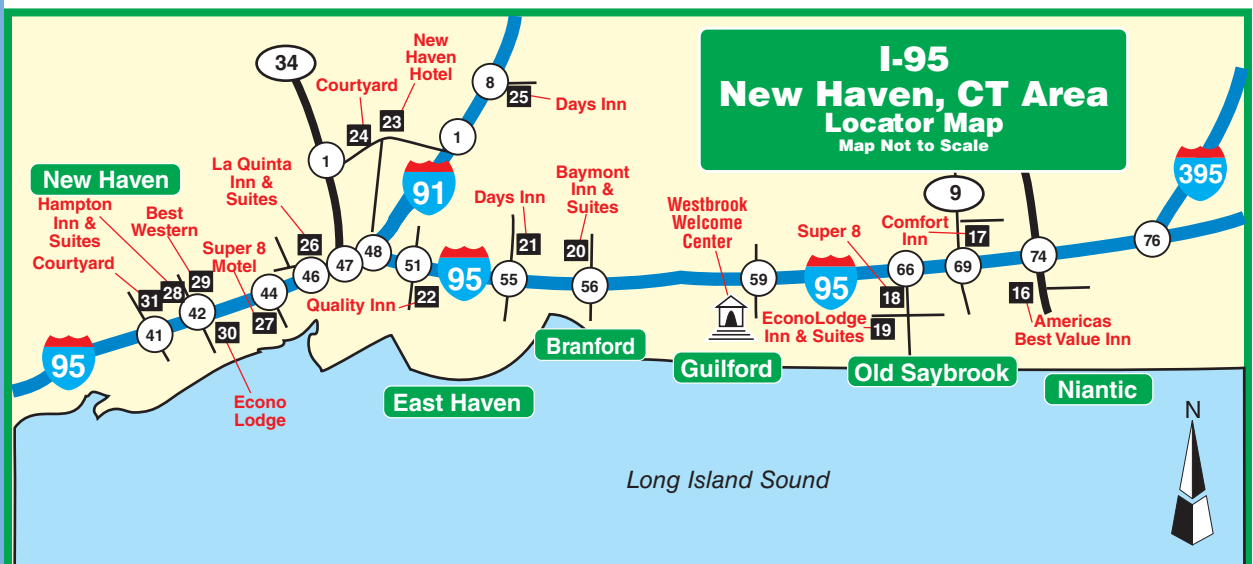 I-95
New Haven, CT Area
Locator Map
Map Not to Scale
34
New
Haven
Hotel
Courtyard
23
24
8
25
Days Inn
1
1
91
395
9
New Haven
Hampton
Inn &
Suites
Courtyard
Best
Western
La Quinta
Inn &
Suites
Super 8
Motel
31
28
29
26
41
42
44
46
47
48
51
30
27
95
Econo
Lodge
Quality Inn
22
95
Days Inn
21
55
Baymont
Inn &
Suites
20
56
Westbrook
Welcome
Center
59
95
Super 8
66
18
EconoLodge
Inn & Suites
19
Comfort
Inn
17
69
74
16
Americas
Best Value Inn
76
East Haven
Branford
Guilford
Old Saybrook
Niantic
Long Island Sound
N